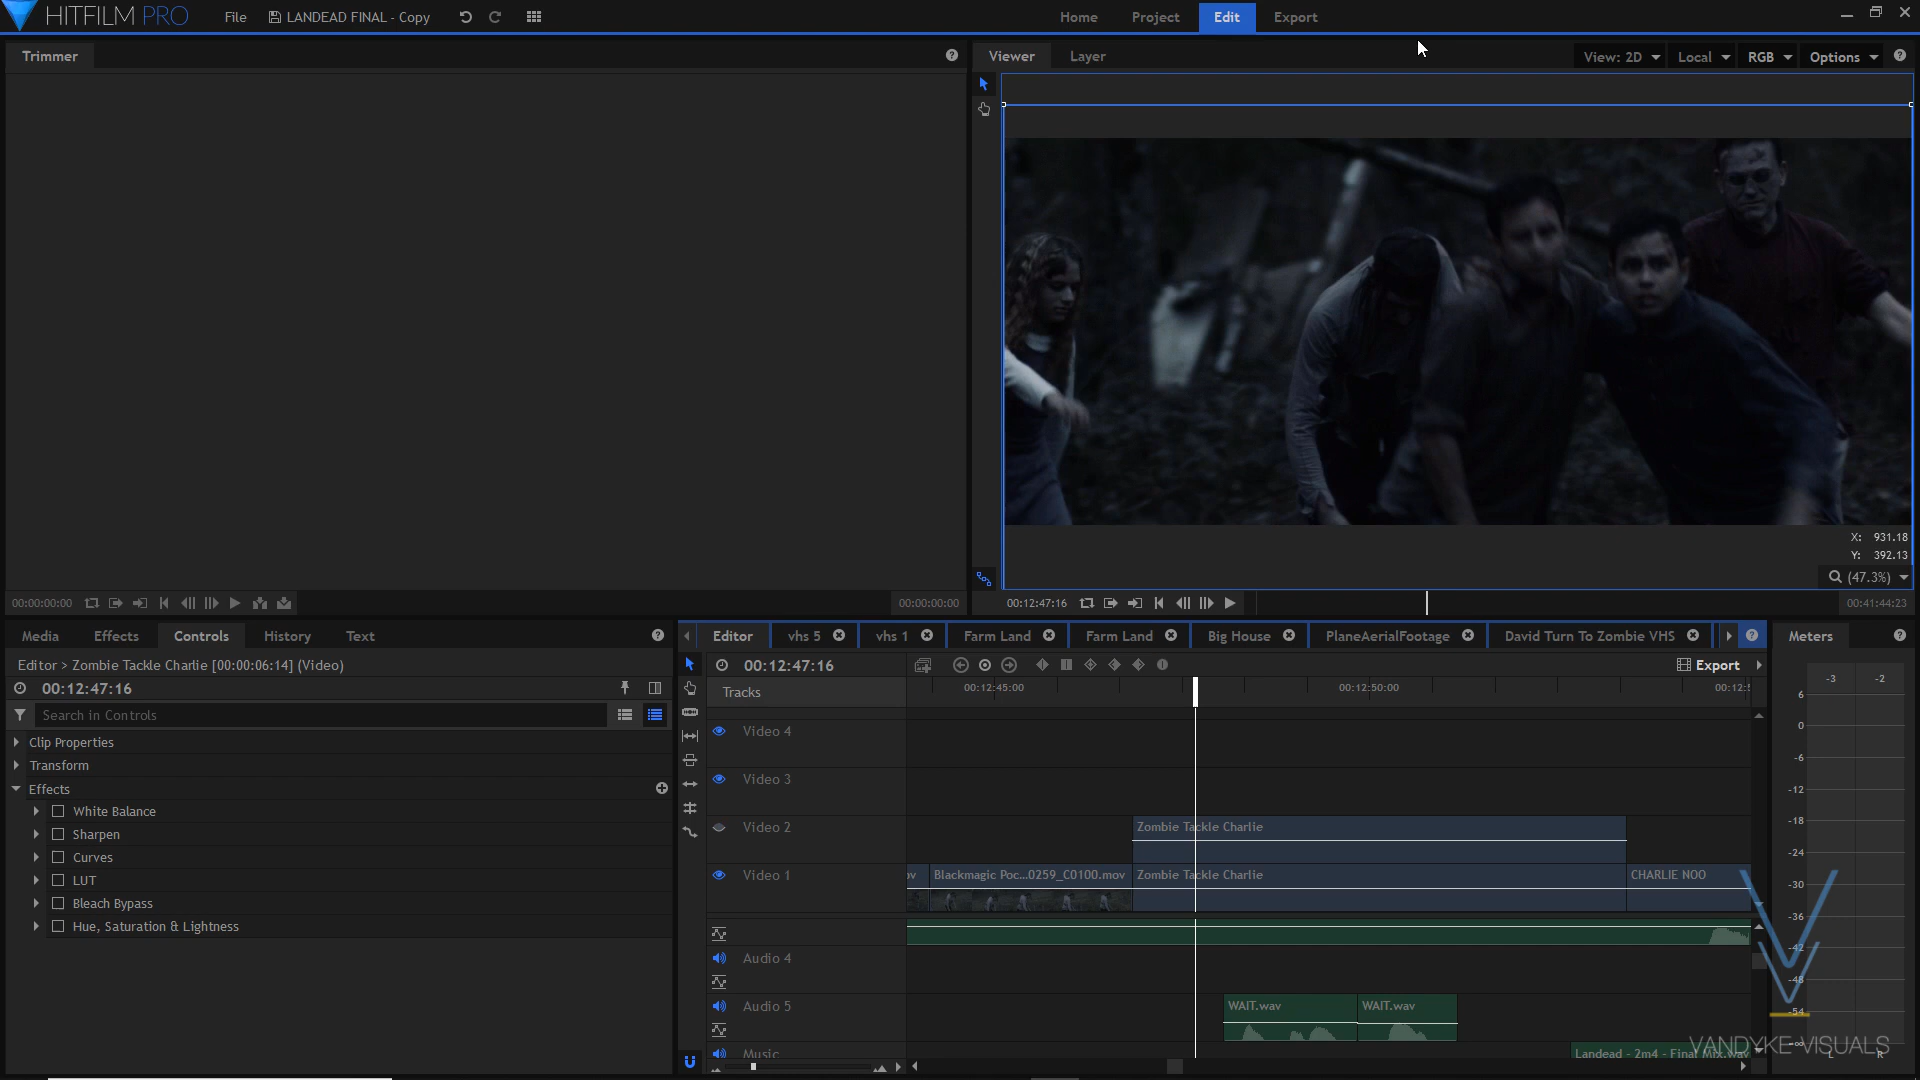 HITFILM PRO
File
LANDEAD FINAL - Copy
Home
Project
Edit
Export
Trimmer
Viewer
Layer
View: 2D
Local
RGB
Options
X: 931.18
Y: 392.13
(47.3%)
00:00:00:00
00:00:00:00
00:12:47:16
00:41:44:23
Media
Effects
Controls
History
Text
Editor > Zombie Tackle Charlie [00:00:06:14] (Video)
00:12:47:16
Search in Controls
Clip Properties
Transform
Effects
White Balance
Sharpen
Curves
LUT
Bleach Bypass
Hue, Saturation & Lightness
Editor
vhs 5
vhs 1
Farm Land
Farm Land
Big House
PlaneAerialFootage
David Turn To Zombie VHS
00:12:47:16
Export
Tracks
00:12:45:00
00:12:50:00
Video 4
Video 3
Video 2
Zombie Tackle Charlie
Video 1
Blackmagic Poc...0259_C0100.mov
Zombie Tackle Charlie
CHARLIE NOO
Audio 4
Audio 5
WAIT.wav
WAIT.wav
Music
Landead - 2m4 - Final Mix.wav
Meters
-3
-2
6
0
-6
-12
-18
-24
-30
-36
-42
-48
-54
-∞
L
R
VANDYKE-VISUALS